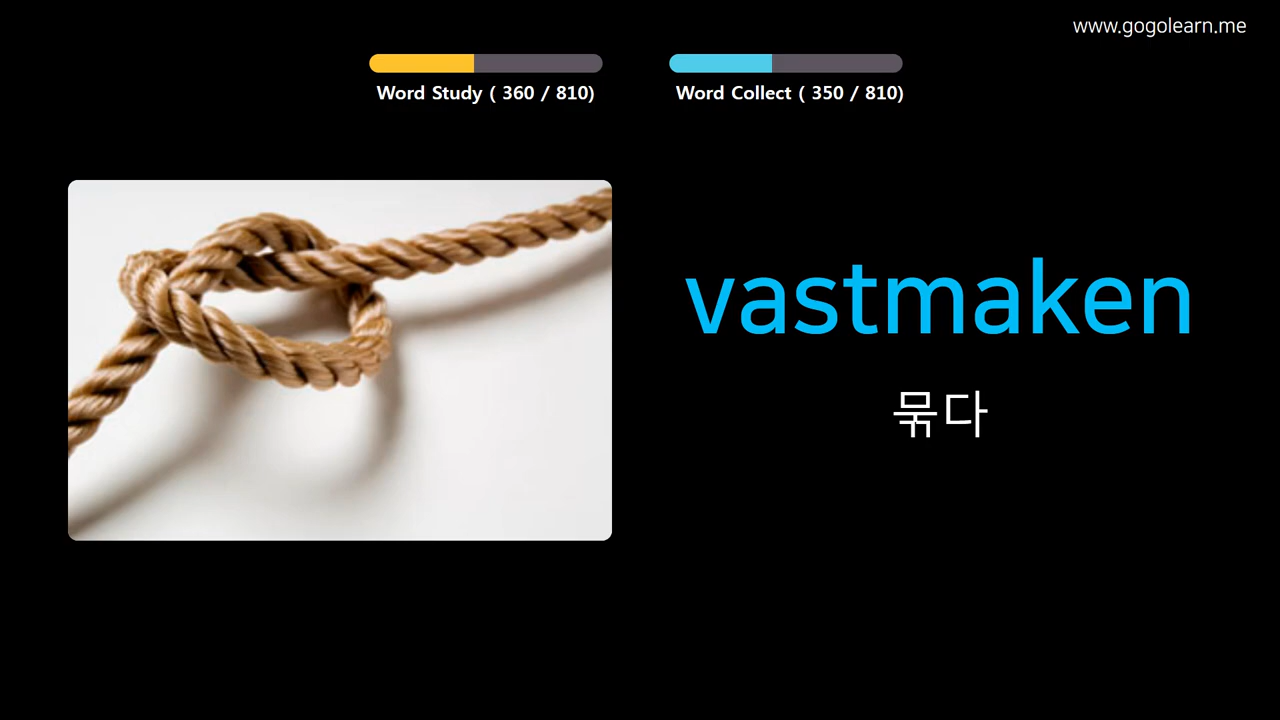 www.gogolearn.me
Word Study ( 360 / 810)
Word Collect ( 350 / 810)
vastmaken
묶다